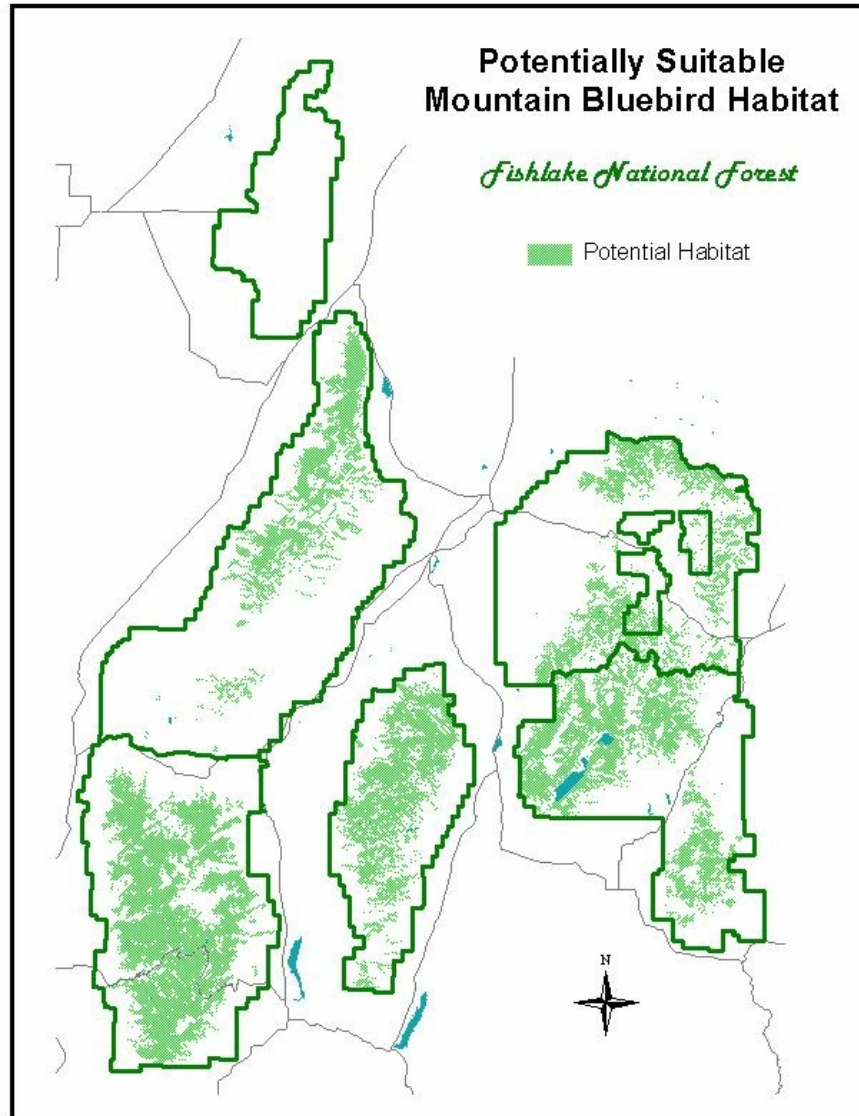 Potentially Suitable
Mountain Bluebird Habitat
Fishlake National Forest
Potential Habitat
N